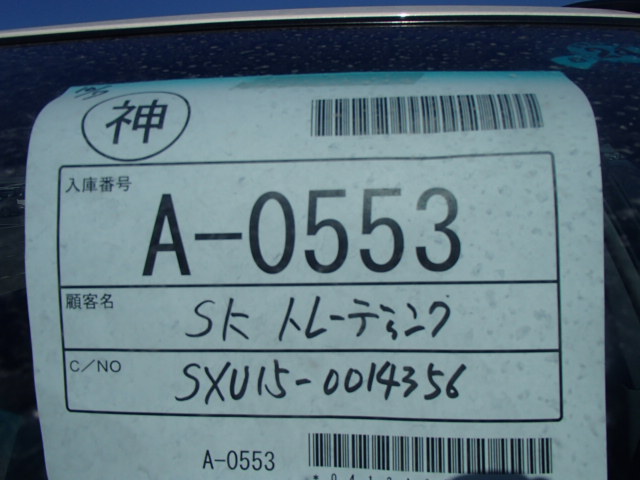 神
入庫番号
A-0553
顧客名
SK トレーディング
C/NO
SXU15-0014356
A-0553